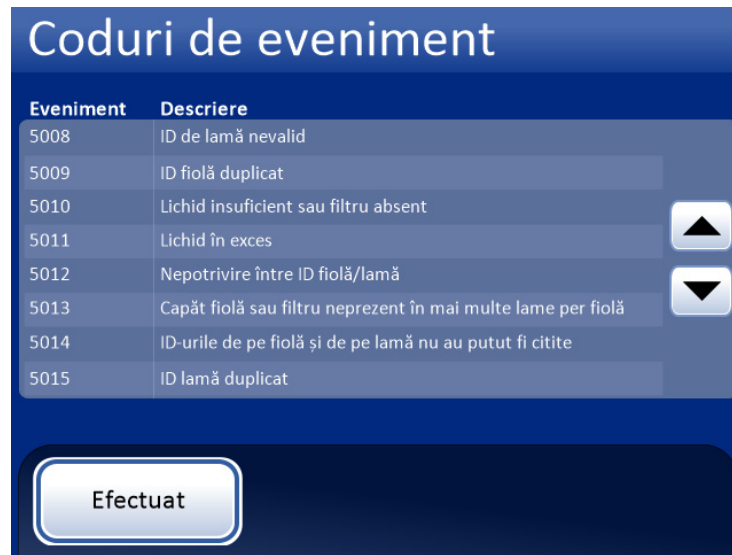 Coduri de eveniment
Eveniment Descriere
5008 ID de lamă nevalid
5009 ID fiolă duplicat
5010 Lichid insuficient sau filtru absent
5011 Lichid în exces
5012 Nepotrivire între ID fiolă/lamă
5013 Capăt fiolă sau filtru neprezent în mai multe lame per fiolă
5014 ID-urile de pe fiolă și de pe lamă nu au putut fi citite
5015 ID lamă duplicat
Efectuat